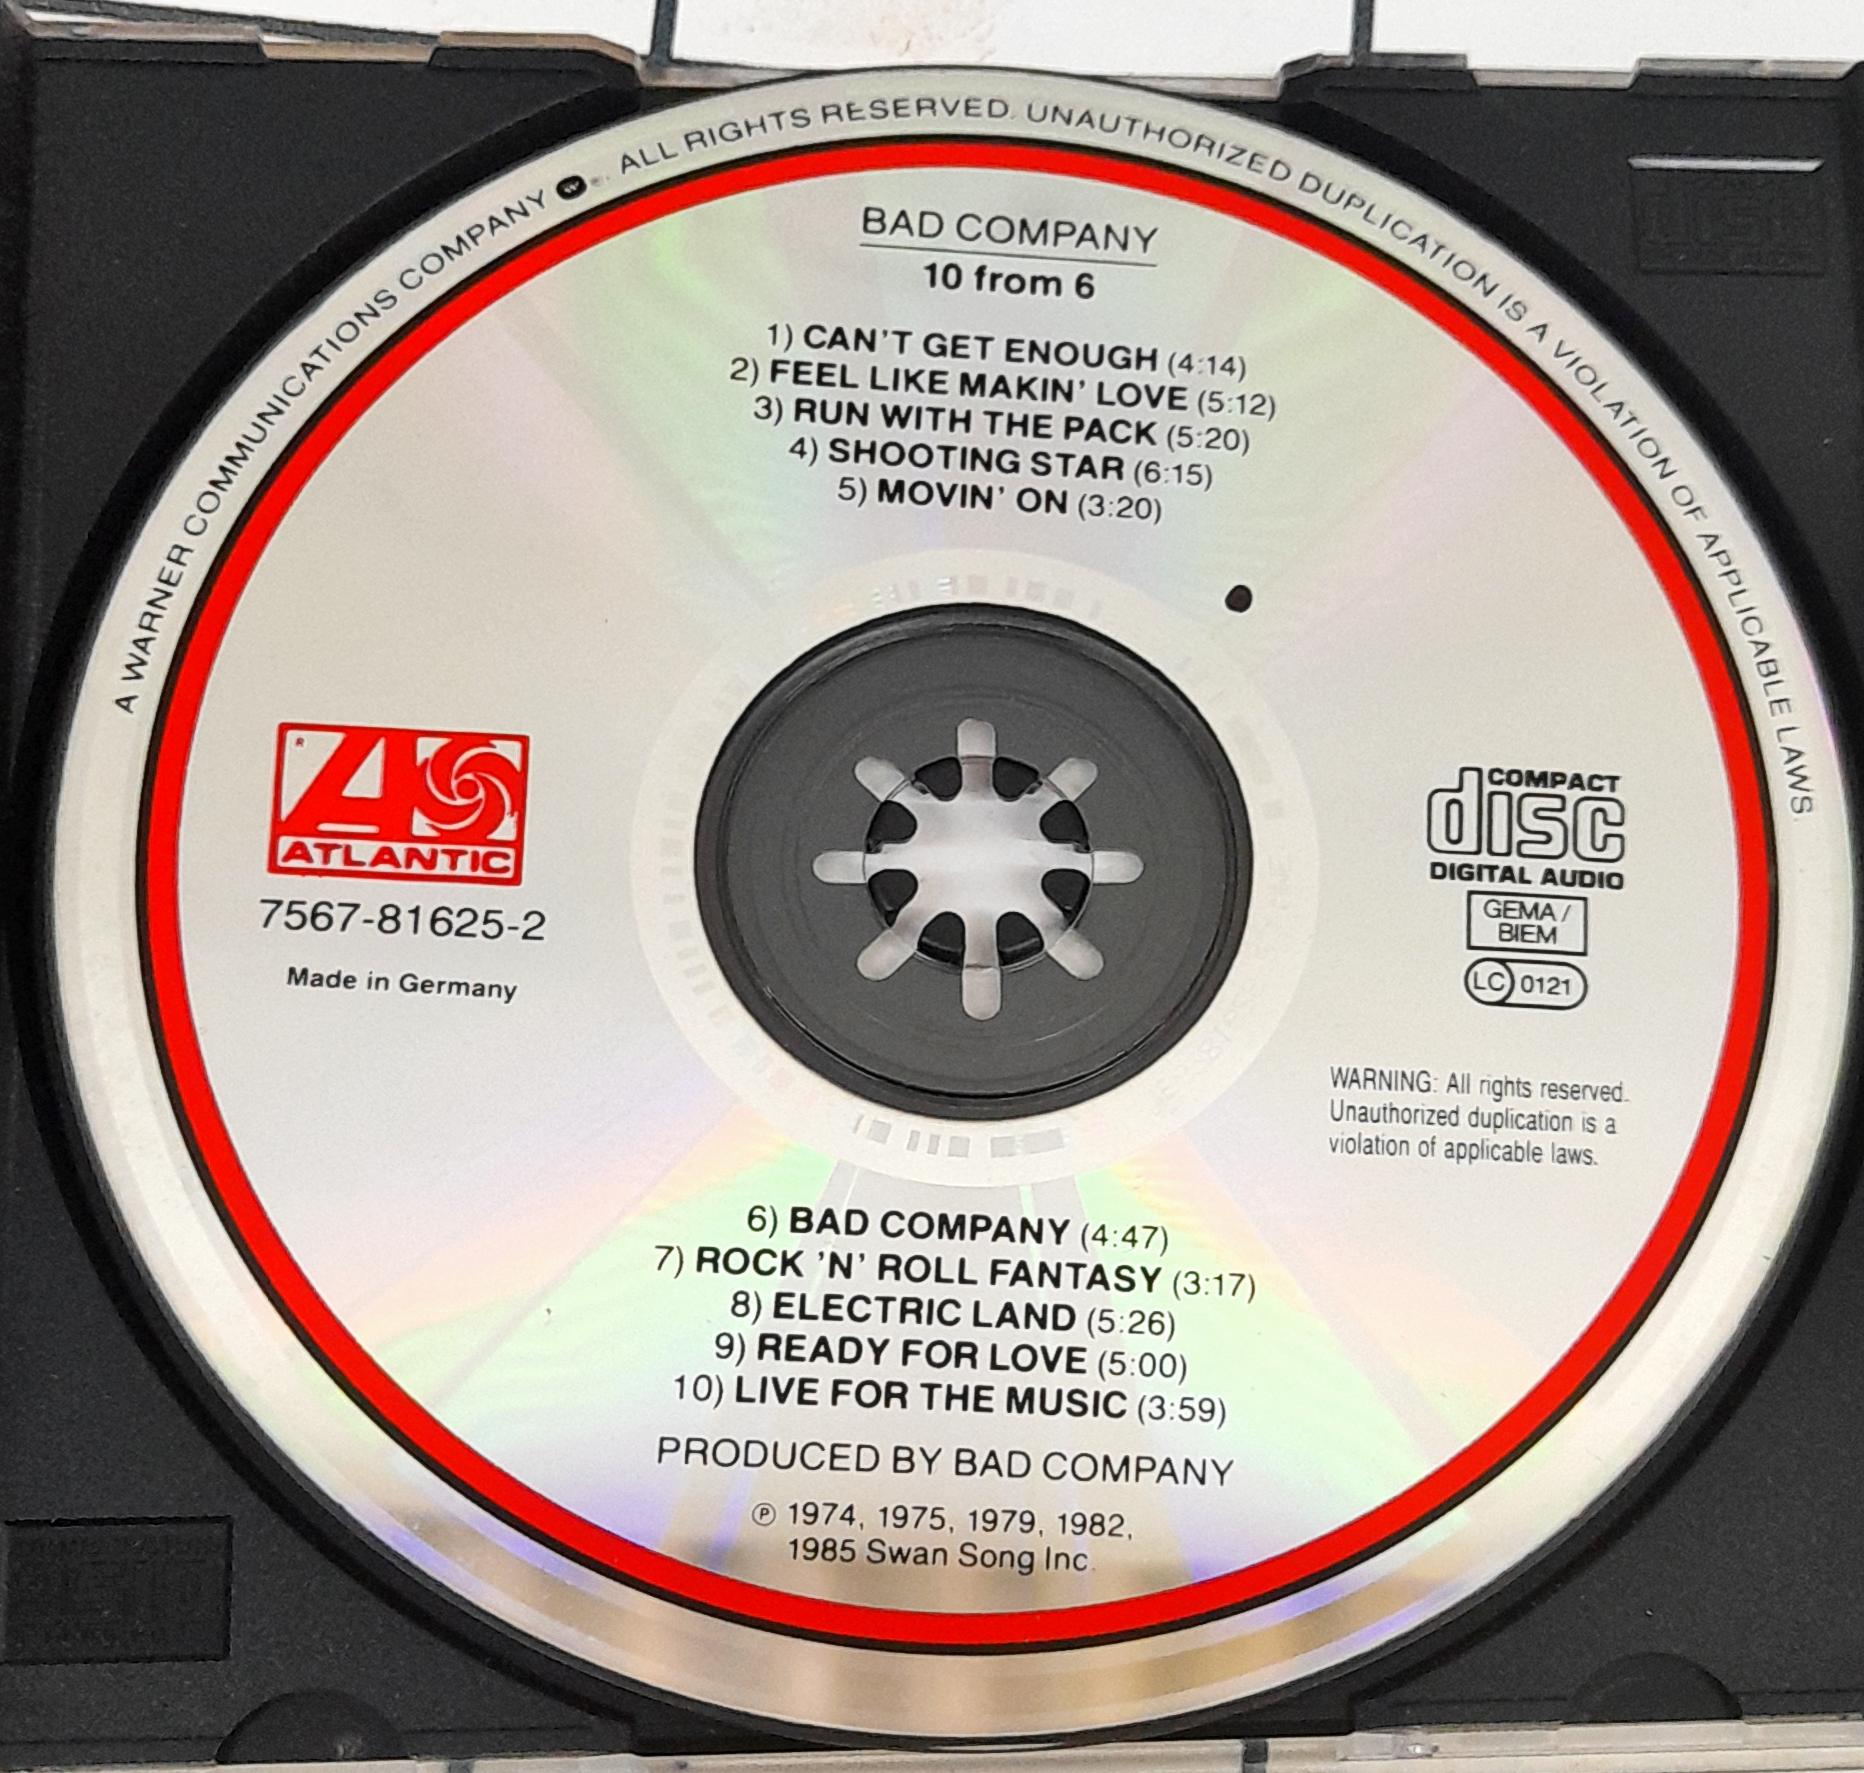 A WARNER COMMUNICATIONS COMPANY W ℗. ALL RIGHTS RESERVED. UNAUTHORIZED DUPLICATION IS A VIOLATION OF APPLICABLE LAWS.
BAD COMPANY
10 from 6
1) CAN'T GET ENOUGH (4:14)
2) FEEL LIKE MAKIN' LOVE (5:12)
3) RUN WITH THE PACK (5:20)
4) SHOOTING STAR (6:15)
5) MOVIN' ON (3:20)
R
ATLANTIC
7567-81625-2
Made in Germany
COMPACT
disc
DIGITAL AUDIO
GEMA /
BIEM
LC 0121
WARNING: All rights reserved.
Unauthorized duplication is a
violation of applicable laws.
6) BAD COMPANY (4:47)
7) ROCK 'N' ROLL FANTASY (3:17)
8) ELECTRIC LAND (5:26)
9) READY FOR LOVE (5:00)
10) LIVE FOR THE MUSIC (3:59)
PRODUCED BY BAD COMPANY
℗ 1974, 1975, 1979, 1982,
1985 Swan Song Inc.